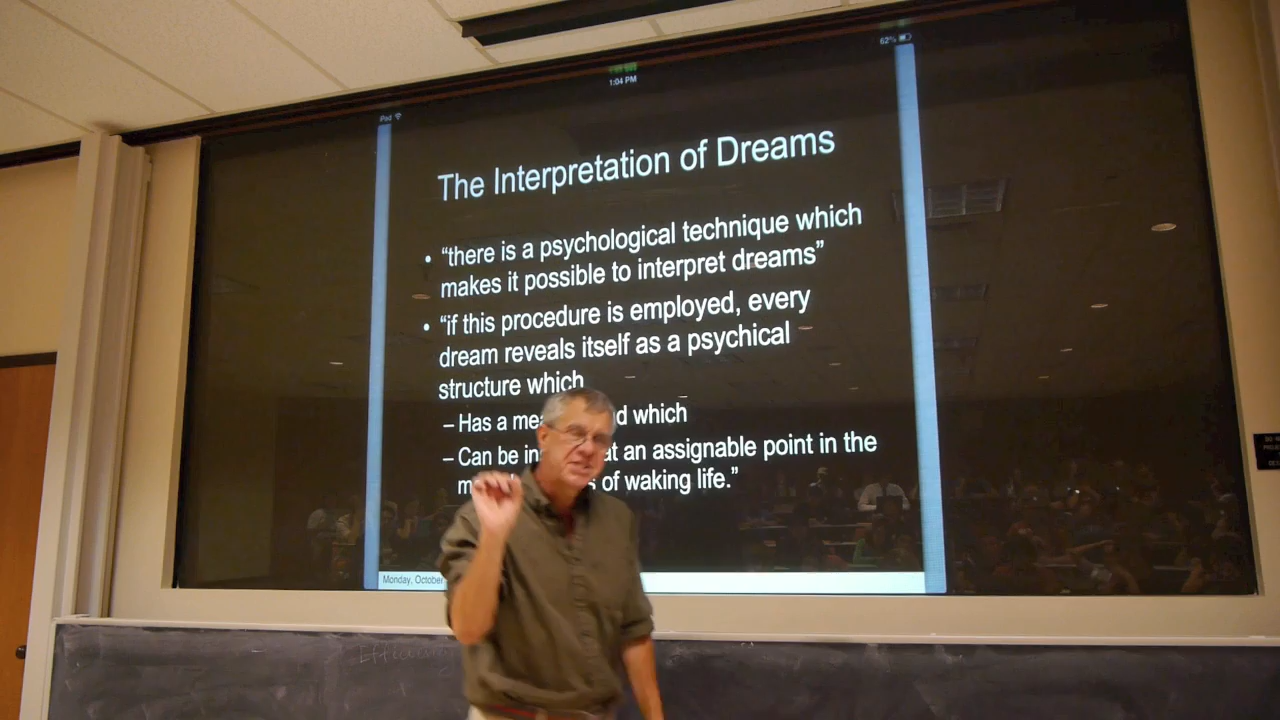 62%
1:04 PM
iPad
The Interpretation of Dreams
• “there is a psychological technique which
makes it possible to interpret dreams”
• “if this procedure is employed, every
dream reveals itself as a psychical
structure which
– Has a mea d which
– Can be in at an assignable point in the
m s of waking life.”
Monday, October